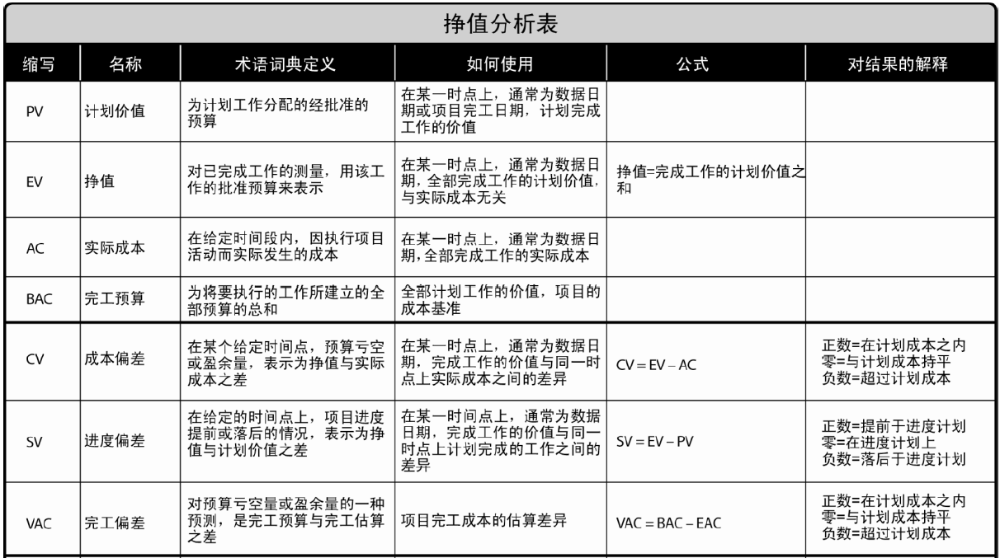 挣值分析表
缩写 名称 术语词典定义 如何使用 公式 对结果的解释
PV
计划价值
为计划工作分配的经批准的
预算
在某一时点上，通常为数据日
期或项目完工日期，计划完成
工作的价值
EV
挣值
对已完成工作的测量，用该工
作的批准预算来表示
在某一时点上，通常为数据日
期，全部完成工作的计划价值，
与实际成本无关
挣值=完成工作的计划价值之
和
AC
实际成本
在给定时间段内，因执行项目
活动而实际发生的成本
在某一时点上，通常为数据日
期，全部完成工作的实际成本
BAC
完工预算
为将要执行的工作所建立的全
部预算的总和
全部计划工作的价值，项目的
成本基准
CV
成本偏差
在某个给定时间点，预算亏空
或盈余量，表示为挣值与实际
成本之差
在某一时点上，通常为数据日
期，完成工作的价值与同一时
点上实际成本之间的差异
CV = EV – AC
正数=在计划成本之内
零=与计划成本持平
负数=超过计划成本
SV
进度偏差
在给定的时间点上，项目进度
提前或落后的情况，表示为挣
值与计划价值之差
在某一时间点上，通常为数据
日期，完成工作的价值与同一
时点上计划完成的工作之间的
差异
SV = EV – PV
正数=提前于进度计划
零=在进度计划上
负数=落后于进度计划
VAC
完工偏差
对预算亏空量或盈余量的一种
预测，是完工预算与完工估算
之差
项目完工成本的估算差异
VAC = BAC – EAC
正数=在计划成本之内
零=与计划成本持平
负数=超过计划成本